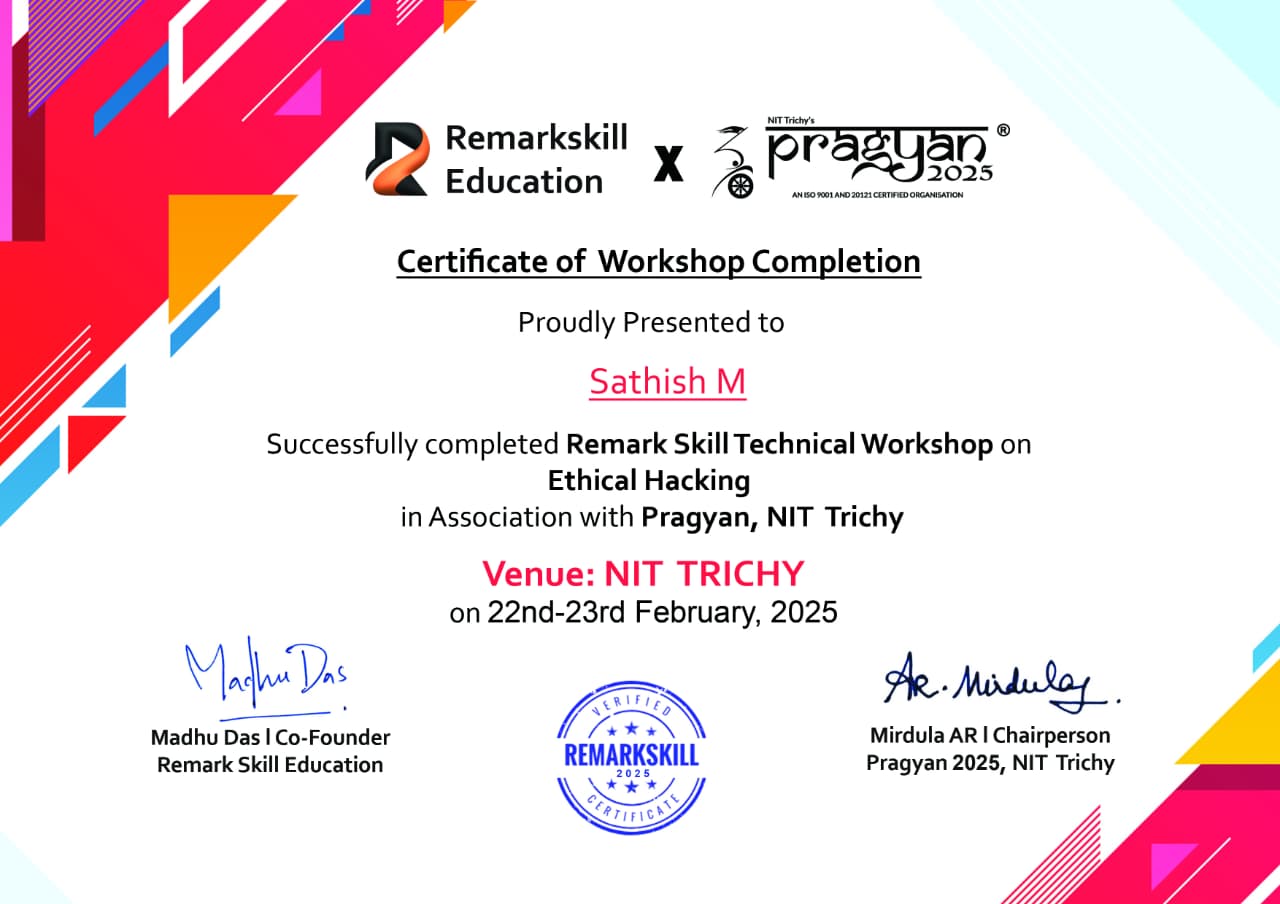 Remarkskill
Education
X
NIT Trichy's
pragyan ®
2025
AN ISO 9001 AND 20121 CERTIFIED ORGANISATION
Certificate of Workshop Completion
Proudly Presented to
Sathish M
Successfully completed Remark Skill Technical Workshop on
Ethical Hacking
in Association with Pragyan, NIT Trichy
Venue: NIT TRICHY
on 22nd-23rd February, 2025
Madhu Das
Madhu Das | Co-Founder
Remark Skill Education
VERIFIED
REMARKSKILL
2025
CERTIFICATE
AR. Mirdula
Mirdula AR | Chairperson
Pragyan 2025, NIT Trichy